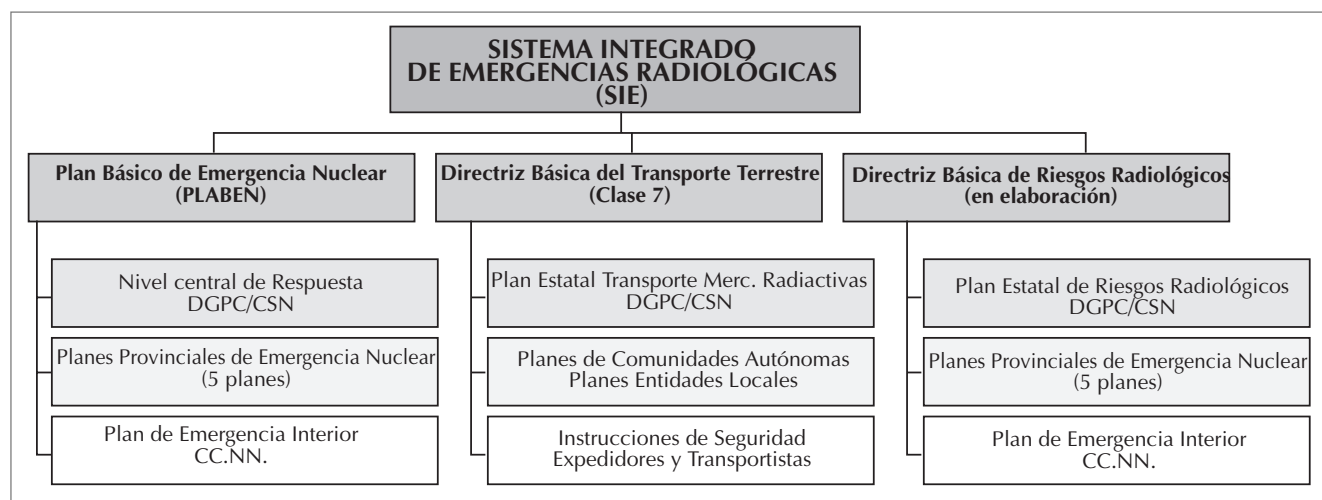 SISTEMA INTEGRADO
DE EMERGENCIAS RADIOLÓGICAS
(SIE)
Plan Básico de Emergencia Nuclear
(PLABEN)
Nivel central de Respuesta
DGPC/CSN
Planes Provinciales de Emergencia Nuclear
(5 planes)
Plan de Emergencia Interior
CC.NN.
Directriz Básica del Transporte Terrestre
(Clase 7)
Plan Estatal Transporte Merc. Radiactivas
DGPC/CSN
Planes de Comunidades Autónomas
Planes Entidades Locales
Instrucciones de Seguridad
Expedidores y Transportistas
Directriz Básica de Riesgos Radiológicos
(en elaboración)
Plan Estatal de Riesgos Radiológicos
DGPC/CSN
Planes Provinciales de Emergencia Nuclear
(5 planes)
Plan de Emergencia Interior
CC.NN.